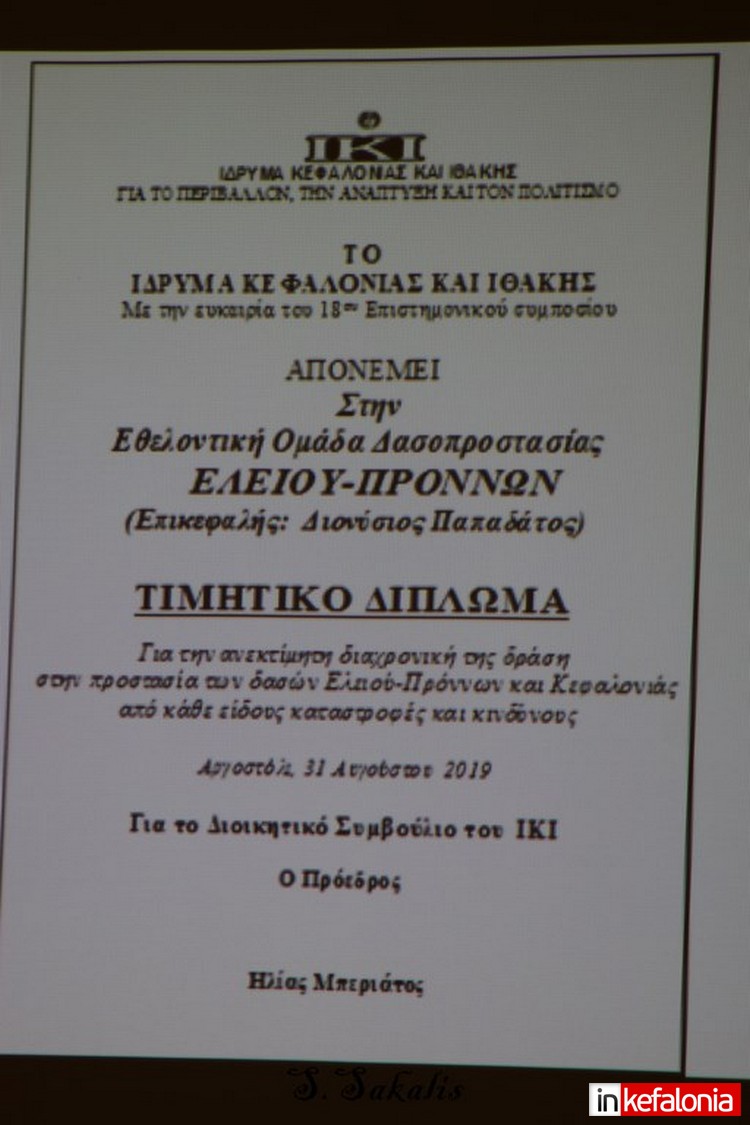 ΙΚΙ
ΙΔΡΥΜΑ ΚΕΦΑΛΟΝΙΑΣ ΚΑΙ ΙΘΑΚΗΣ
ΓΙΑ ΤΟ ΠΕΡΙΒΑΛΛΟΝ, ΤΗΝ ΑΝΑΠΤΥΞΗ ΚΑΙ ΤΟΝ ΠΟΛΙΤΙΣΜΟ
ΤΟ
ΙΔΡΥΜΑ ΚΕΦΑΛΟΝΙΑΣ ΚΑΙ ΙΘΑΚΗΣ
Με την ευκαιρία του 18ου Επιστημονικού συμποσίου
ΑΠΟΝΕΜΕΙ
Στην
Εθελοντική Ομάδα Δασοπροστασίας
ΕΛΕΙΟΥ-ΠΡΟΝΝΩΝ
(Επικεφαλής: Διονύσιος Παπαδάτος)
ΤΙΜΗΤΙΚΟ ΔΙΠΛΩΜΑ
Για την ανεκτίμητη διαχρονική της δράση
στην προστασία των δασών Ελειού-Πρόννων και Κεφαλονιάς
από κάθε είδους καταστροφές και κινδύνους
Αργοστόλι, 31 Αυγούστου 2019
Για το Διοικητικό Συμβούλιο του ΙΚΙ
Ο Πρόεδρος
Ηλίας Μπεριάτος
S. Sakalis
inkefalonia